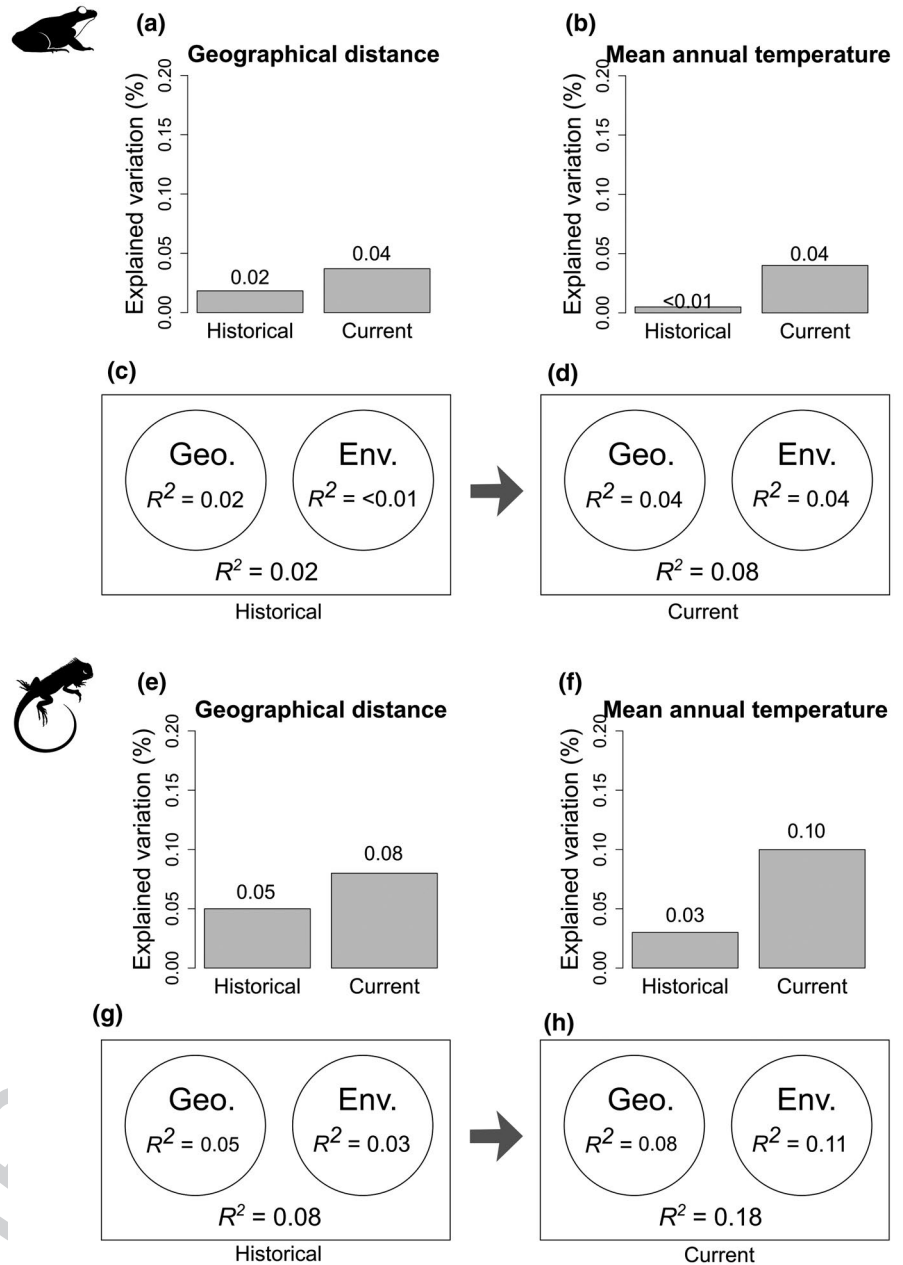 (a)
Geographical distance
Explained variation (%)
0.00 0.05 0.10 0.15 0.20
0.02
0.04
Historical Current
(b)
Mean annual temperature
Explained variation (%)
0.00 0.05 0.10 0.15 0.20
<0.01
0.04
Historical Current
(c)
Geo.
R² = 0.02
Env.
R² = <0.01
R² = 0.02
Historical
(d)
Geo.
R² = 0.04
Env.
R² = 0.04
R² = 0.08
Current
(e)
Geographical distance
Explained variation (%)
0.00 0.05 0.10 0.15 0.20
0.05
0.08
Historical Current
(f)
Mean annual temperature
Explained variation (%)
0.00 0.05 0.10 0.15 0.20
0.03
0.10
Historical Current
(g)
Geo.
R² = 0.05
Env.
R² = 0.03
R² = 0.08
Historical
(h)
Geo.
R² = 0.08
Env.
R² = 0.11
R² = 0.18
Current